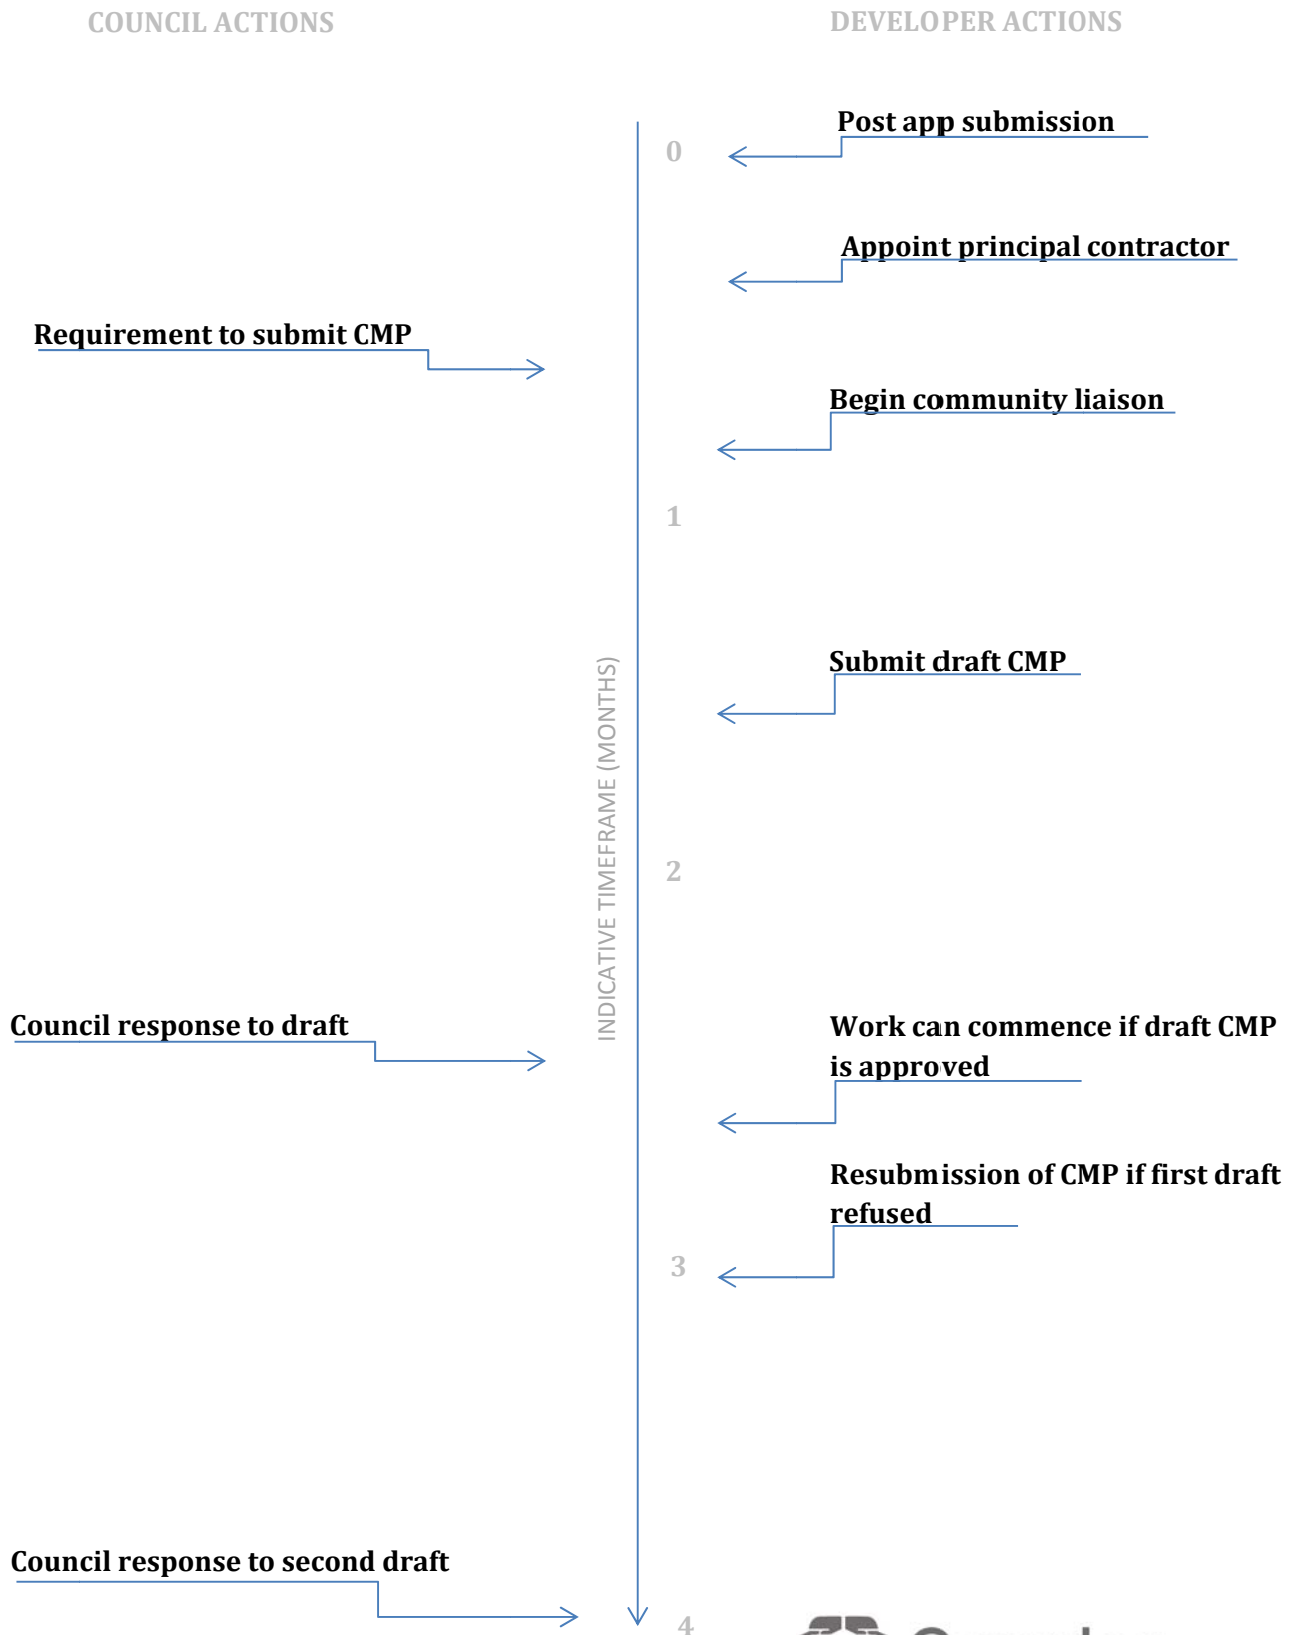 COUNCIL ACTIONS
DEVELOPER ACTIONS
Post app submission
0
Appoint principal contractor
Requirement to submit CMP
Begin community liaison
1
Submit draft CMP
INDICATIVE TIMEFRAME (MONTHS)
2
Council response to draft
Work can commence if draft CMP
is approved
Resubmission of CMP if first draft
refused
3
Council response to second draft
4